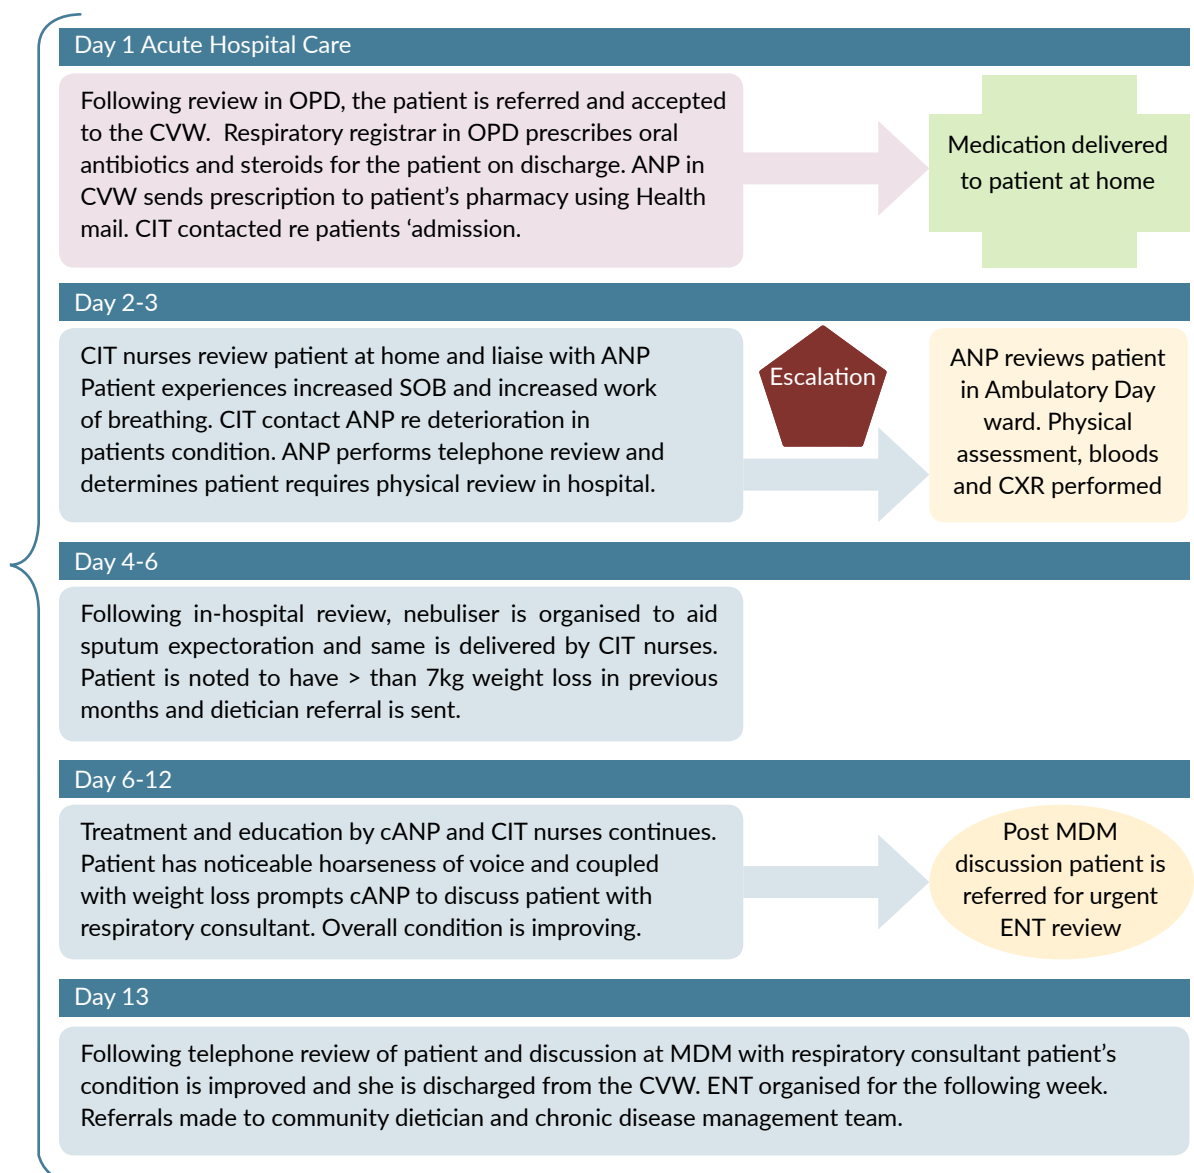 Day 1 Acute Hospital Care
Following review in OPD, the patient is referred and accepted
to the CVW.  Respiratory registrar in OPD prescribes oral
antibiotics and steroids for the patient on discharge. ANP in
CVW sends prescription to patient’s pharmacy using Health
mail. CIT contacted re patients ‘admission.
Medication delivered
to patient at home
Day 2-3
CIT nurses review patient at home and liaise with ANP
Patient experiences increased SOB and increased work
of breathing. CIT contact ANP re deterioration in
patients condition. ANP performs telephone review and
determines patient requires physical review in hospital.
Escalation
ANP reviews patient
in Ambulatory Day
ward. Physical
assessment, bloods
and CXR performed
Day 4-6
Following in-hospital review, nebuliser is organised to aid
sputum expectoration and same is delivered by CIT nurses.
Patient is noted to have > than 7kg weight loss in previous
months and dietician referral is sent.
Day 6-12
Treatment and education by cANP and CIT nurses continues.
Patient has noticeable hoarseness of voice and coupled
with weight loss prompts cANP to discuss patient with
respiratory consultant. Overall condition is improving.
Post MDM
discussion patient is
referred for urgent
ENT review
Day 13
Following telephone review of patient and discussion at MDM with respiratory consultant patient’s
condition is improved and she is discharged from the CVW. ENT organised for the following week.
Referrals made to community dietician and chronic disease management team.